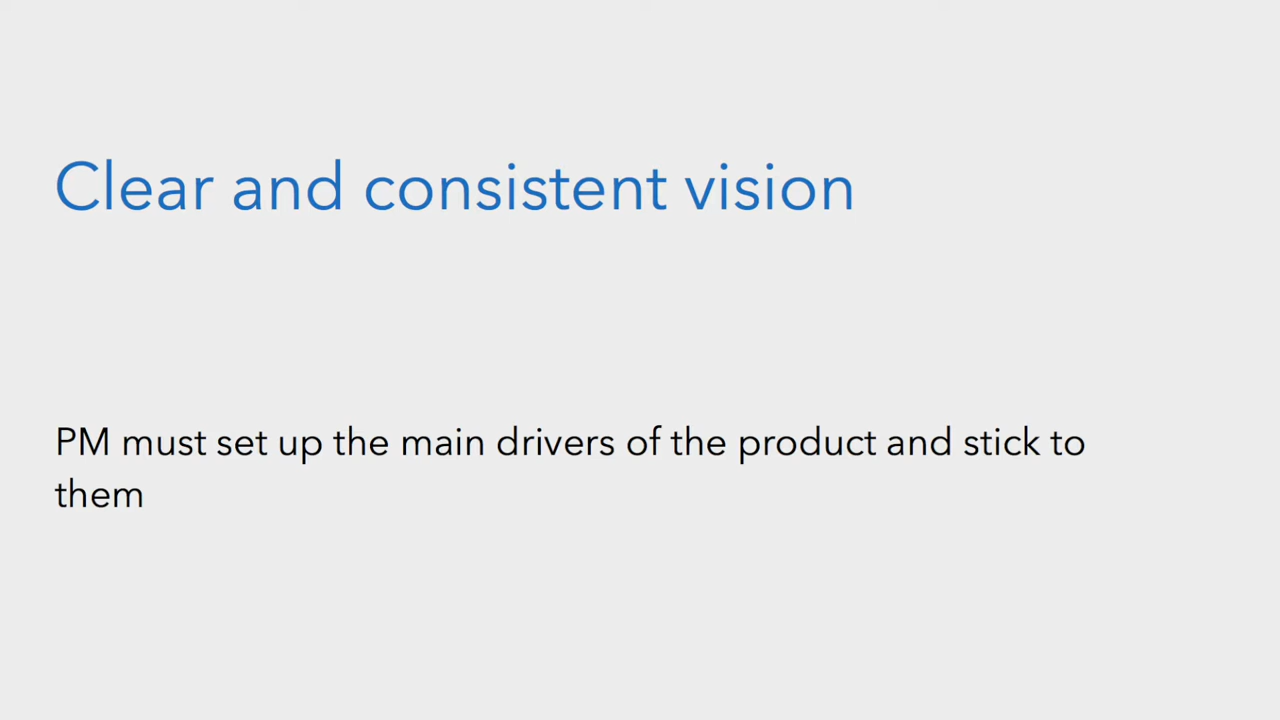 Clear and consistent vision
PM must set up the main drivers of the product and stick to
them